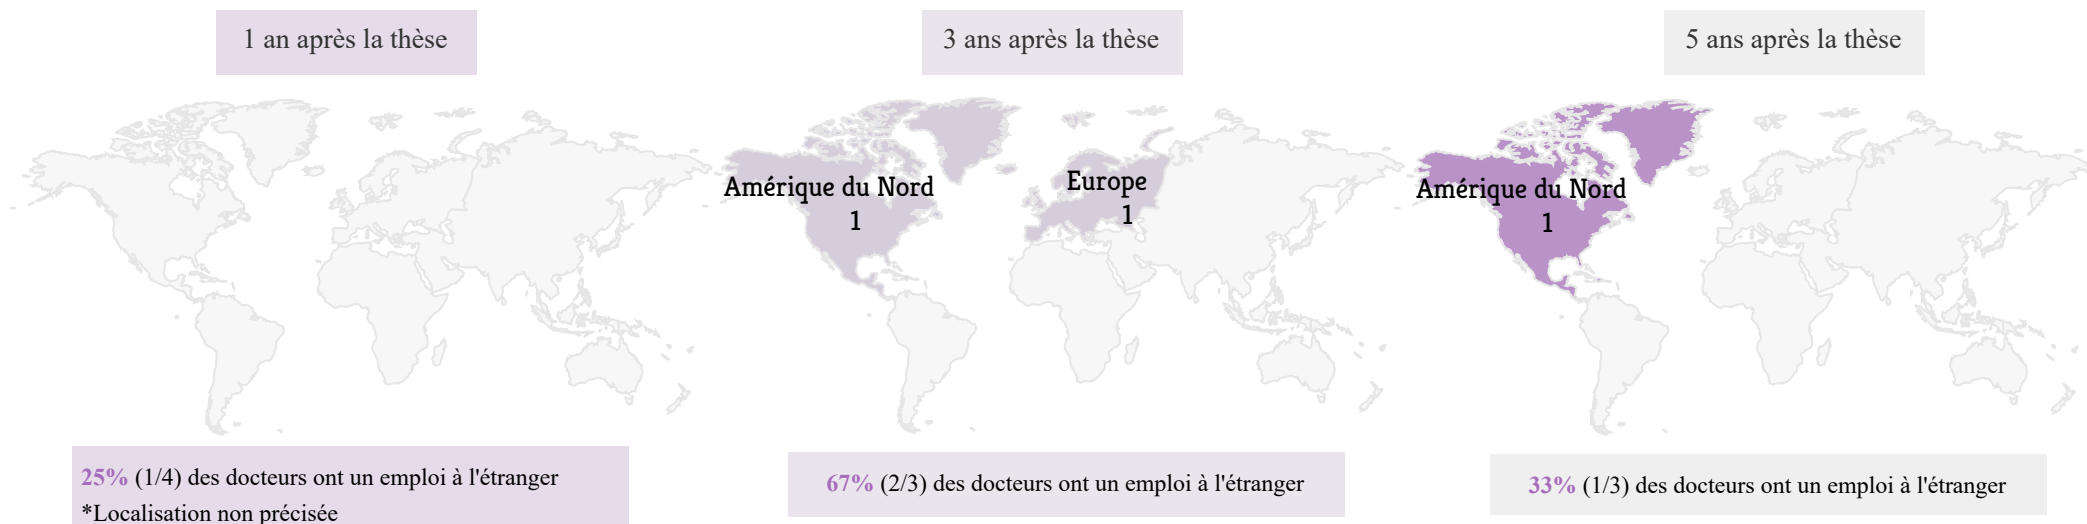 1 an après la thèse
3 ans après la thèse
5 ans après la thèse
Amérique du Nord
1
Europe
1
Amérique du Nord
1
25% (1/4) des docteurs ont un emploi à l'étranger
*Localisation non précisée
67% (2/3) des docteurs ont un emploi à l'étranger
33% (1/3) des docteurs ont un emploi à l'étranger